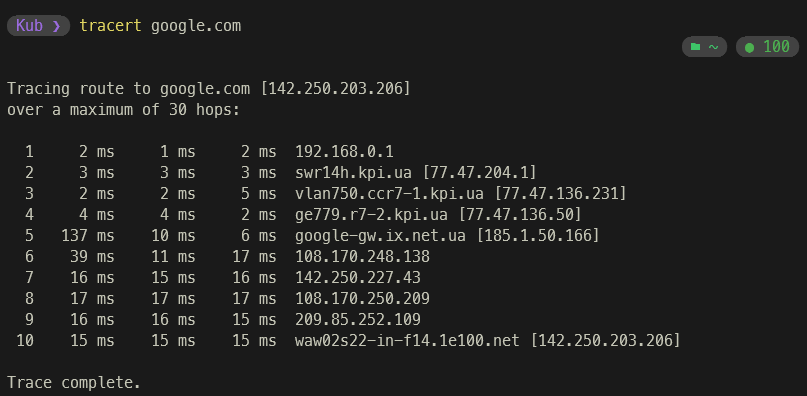 Kub ❯ tracert google.com
~ 100
Tracing route to google.com [142.250.203.206]
over a maximum of 30 hops:
1 2 ms 1 ms 2 ms 192.168.0.1
2 3 ms 3 ms 3 ms swr14h.kpi.ua [77.47.204.1]
3 2 ms 2 ms 5 ms vlan750.ccr7-1.kpi.ua [77.47.136.231]
4 4 ms 4 ms 2 ms ge779.r7-2.kpi.ua [77.47.136.50]
5 137 ms 10 ms 6 ms google-gw.ix.net.ua [185.1.50.166]
6 39 ms 11 ms 17 ms 108.170.248.138
7 16 ms 15 ms 16 ms 142.250.227.43
8 17 ms 17 ms 17 ms 108.170.250.209
9 16 ms 16 ms 15 ms 209.85.252.109
10 15 ms 15 ms 15 ms waw02s22-in-f14.1e100.net [142.250.203.206]
Trace complete.